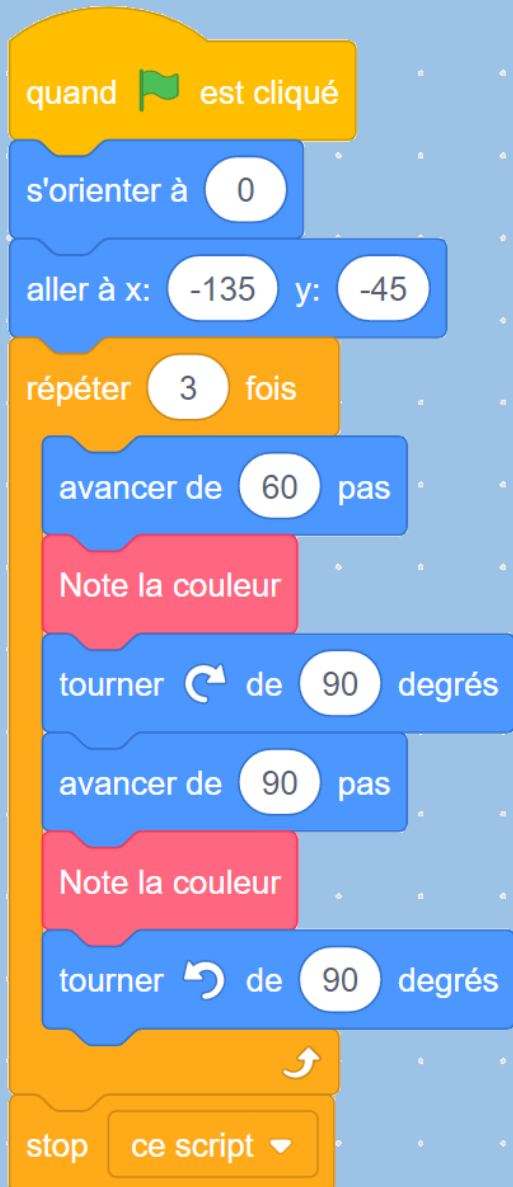 quand est cliqué
s'orienter à 0
aller à x: -135 y: -45
répéter 3 fois
avancer de 60 pas
Note la couleur
tourner de 90 degrés
avancer de 90 pas
Note la couleur
tourner de 90 degrés
stop ce script